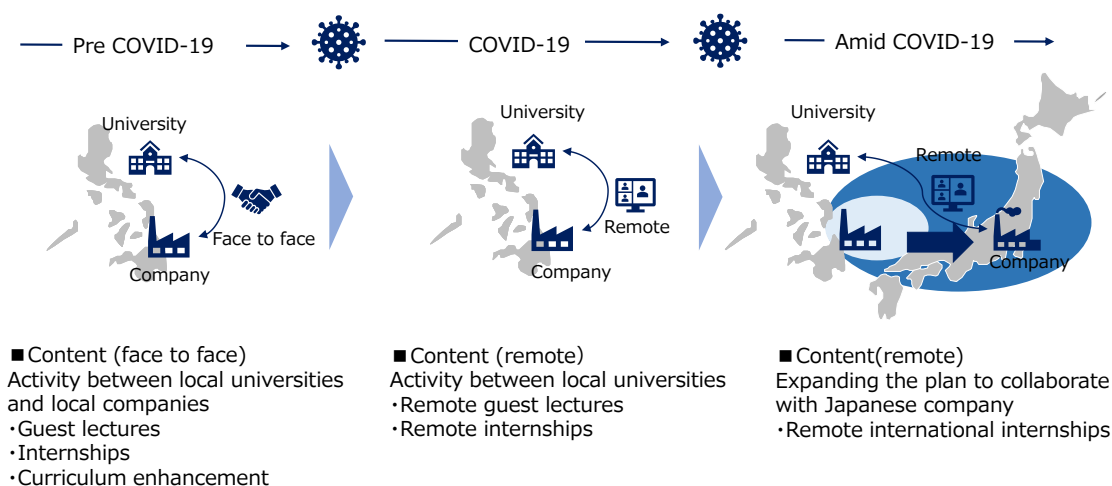 Pre COVID-19
COVID-19
Amid COVID-19
University
Face to face
Company
University
Remote
Company
University
Remote
Company
■Content (face to face)
Activity between local universities
and local companies
・Guest lectures
・Internships
・Curriculum enhancement
■Content (remote)
Activity between local universities
・Remote guest lectures
・Remote internships
■Content(remote)
Expanding the plan to collaborate
with Japanese company
・Remote international internships